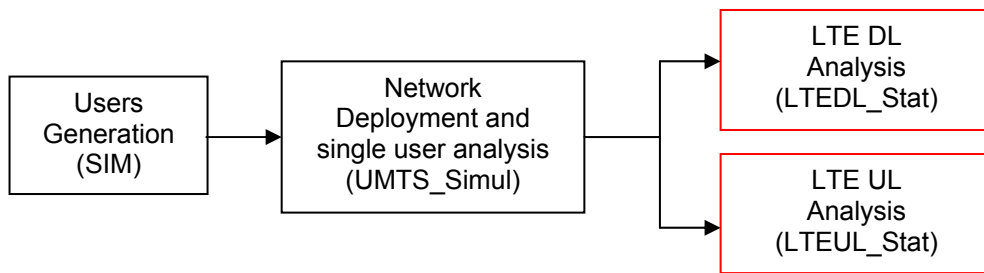 Users
Generation
(SIM)
Network
Deployment and
single user analysis
(UMTS_Simul)
LTE DL
Analysis
(LTEDL_Stat)
LTE UL
Analysis
(LTEUL_Stat)